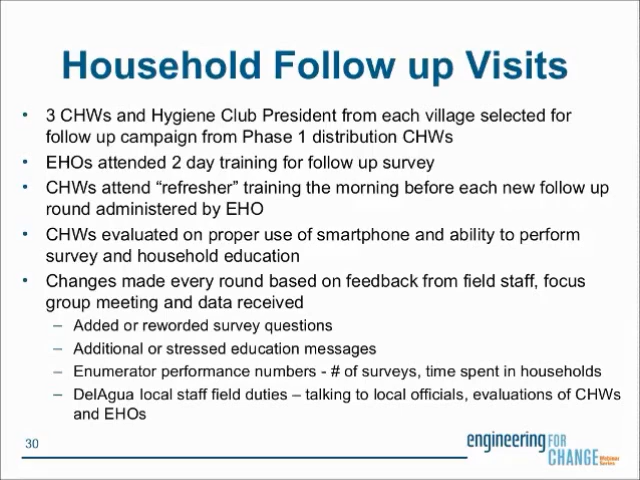 Household Follow up Visits
• 3 CHWs and Hygiene Club President from each village selected for
follow up campaign from Phase 1 distribution CHWs
• EHOs attended 2 day training for follow up survey
• CHWs attend “refresher” training the morning before each new follow up
round administered by EHO
• CHWs evaluated on proper use of smartphone and ability to perform
survey and household education
• Changes made every round based on feedback from field staff, focus
group meeting and data received
– Added or reworded survey questions
– Additional or stressed education messages
– Enumerator performance numbers - # of surveys, time spent in households
– DelAgua local staff field duties – talking to local officials, evaluations of CHWs
and EHOs
30
engineering FOR
CHANGE Webinar
Series